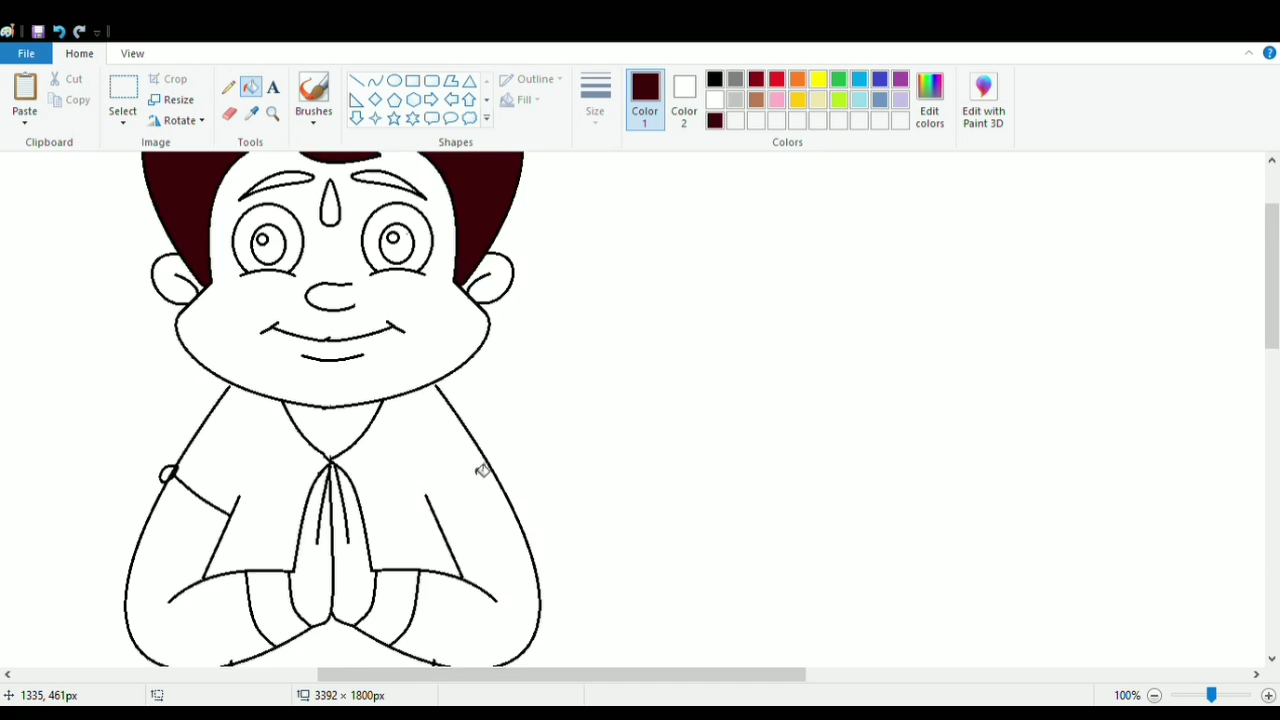 File Home View
Paste
Cut
Copy
Clipboard
Select
Crop
Resize
Rotate
Image
A
Tools
Brushes
Shapes
Outline
Fill
Size
Color
1
Color
2
Edit
colors
Colors
Edit with
Paint 3D
1335, 461px
3392 × 1800px
100%